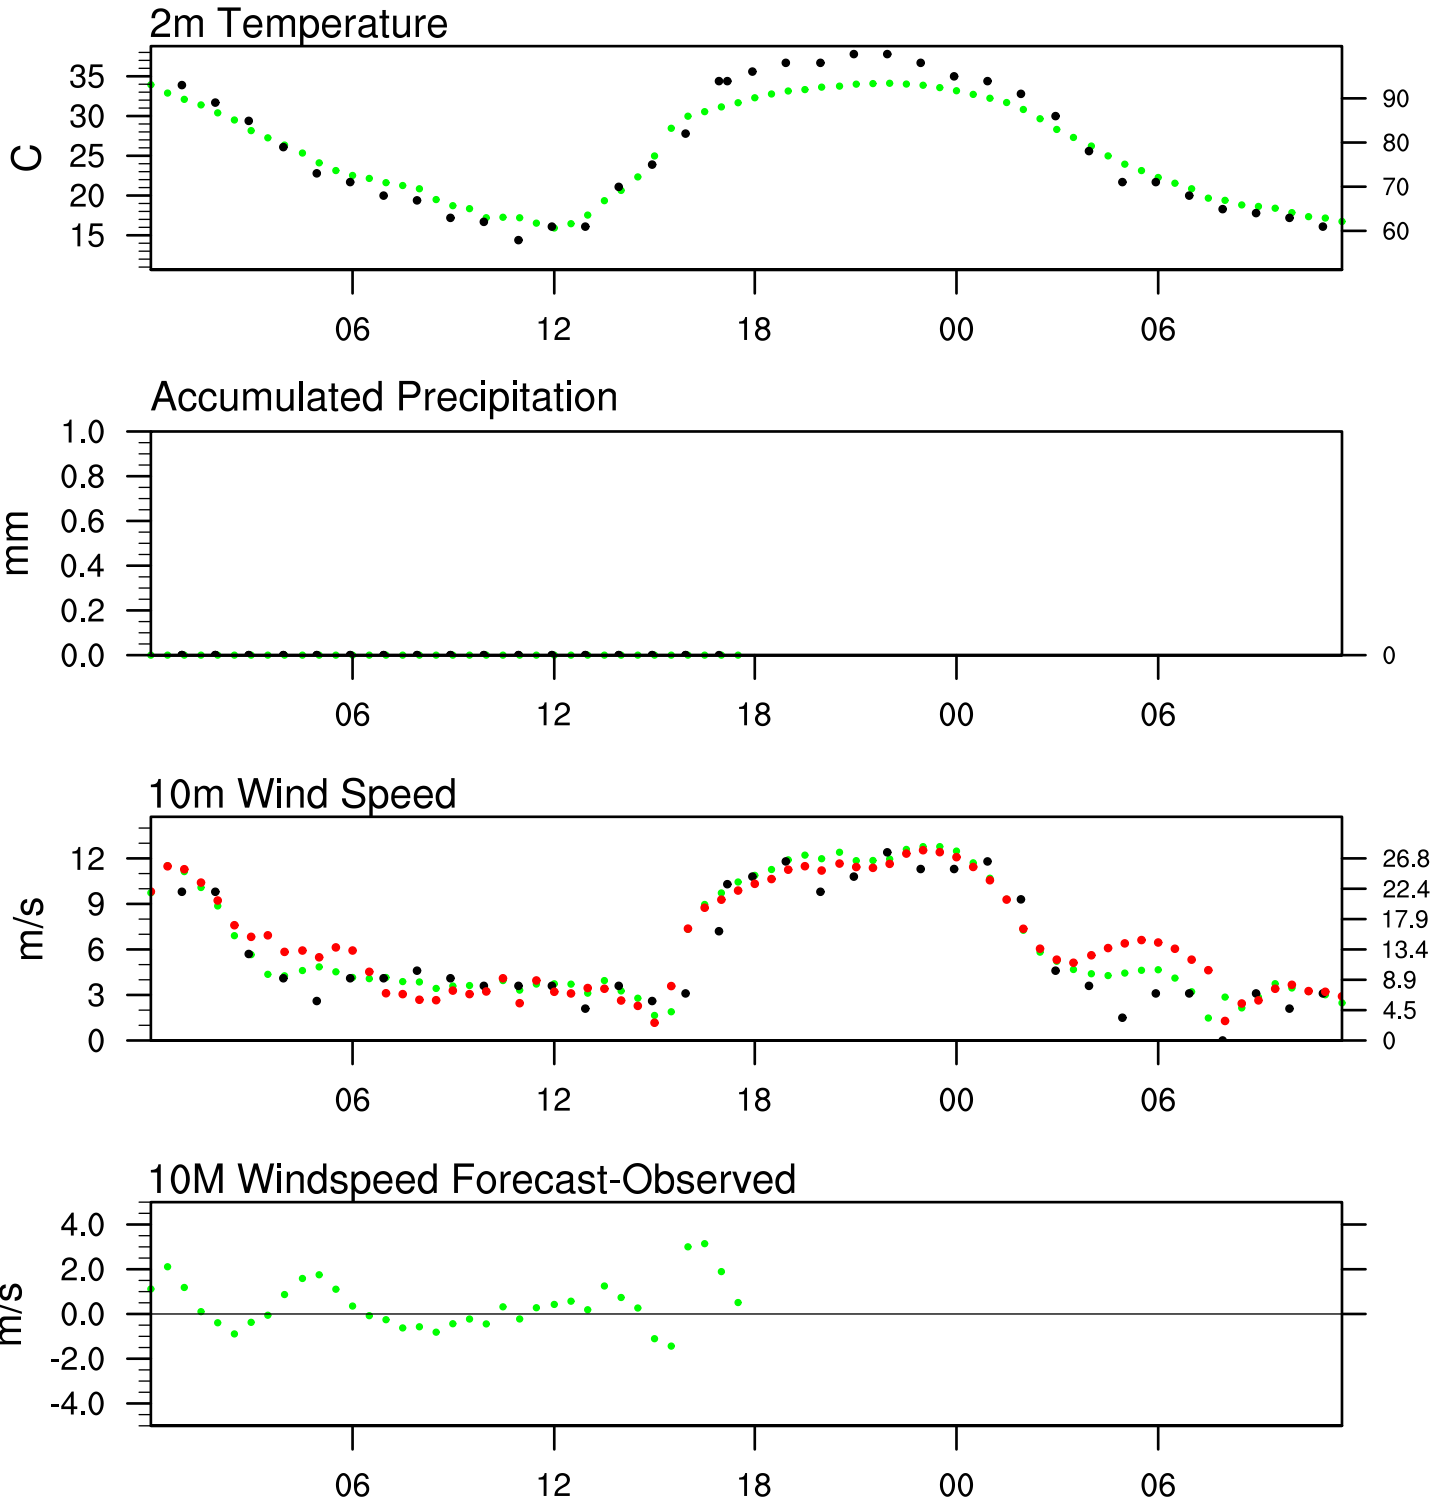 2m Temperature
C
35
30
25
20
15
90
80
70
60
06 12 18 00 06
Accumulated Precipitation
mm
1.0
0.8
0.6
0.4
0.2
0.0
0
06 12 18 00 06
10m Wind Speed
m/s
12
9
6
3
0
26.8
22.4
17.9
13.4
8.9
4.5
0
06 12 18 00 06
10M Windspeed Forecast-Observed
m/s
4.0
2.0
0.0
-2.0
-4.0
06 12 18 00 06